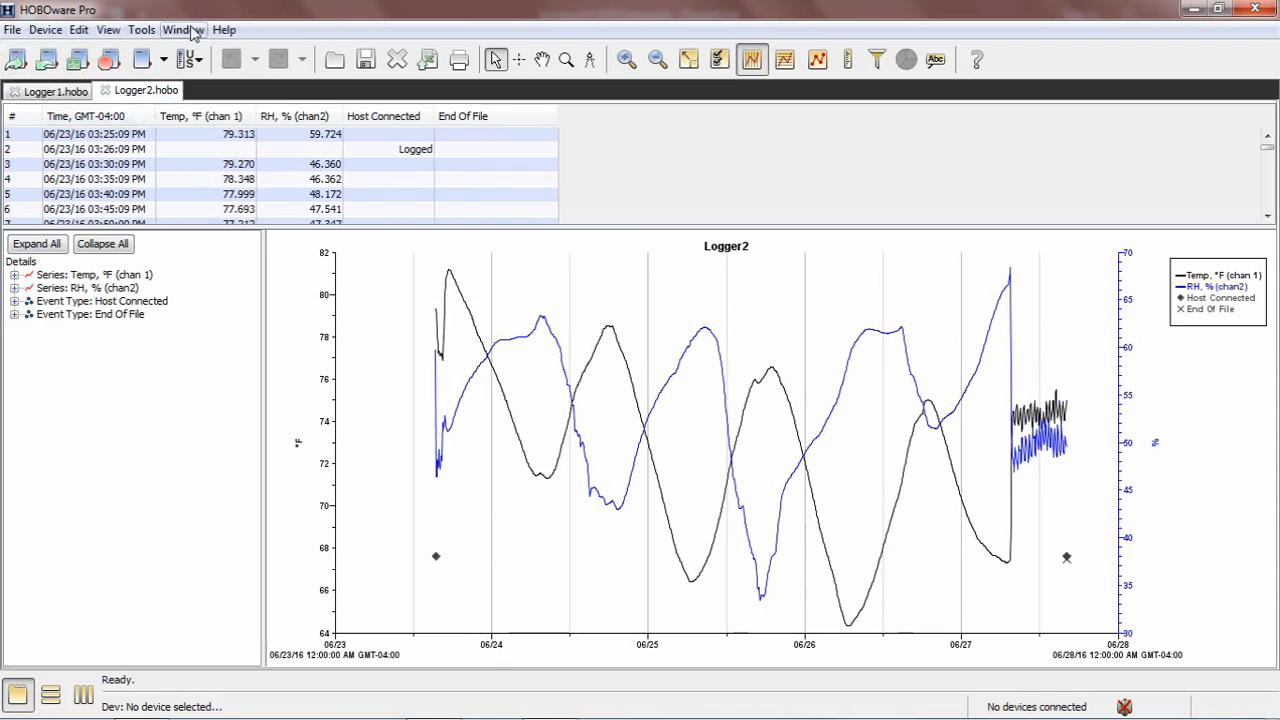 HOBOware Pro
File Device Edit View Tools Window Help
Logger1.hobo Logger2.hobo
# Time, GMT-04:00 Temp, °F (chan 1) RH, % (chan2) Host Connected End Of File
1 06/23/16 03:25:09 PM 79.313 59.724
2 06/23/16 03:26:09 PM Logged
3 06/23/16 03:30:09 PM 79.270 46.360
4 06/23/16 03:35:09 PM 78.348 46.362
5 06/23/16 03:40:09 PM 77.999 48.172
6 06/23/16 03:45:09 PM 77.693 47.541
Expand All Collapse All
Details
Series: Temp, °F (chan 1)
Series: RH, % (chan2)
Event Type: Host Connected
Event Type: End Of File
Logger2
82
80
78
76
74
72
70
68
66
64
°F
70
65
60
55
50
45
40
35
30
%
Temp, °F (chan 1)
RH, % (chan2)
Host Connected
End Of File
06/23 06/24 06/25 06/26 06/27 06/28
06/23/16 12:00:00 AM GMT-04:00 06/28/16 12:00:00 AM GMT-04:00
Ready.
Dev: No device selected... No devices connected